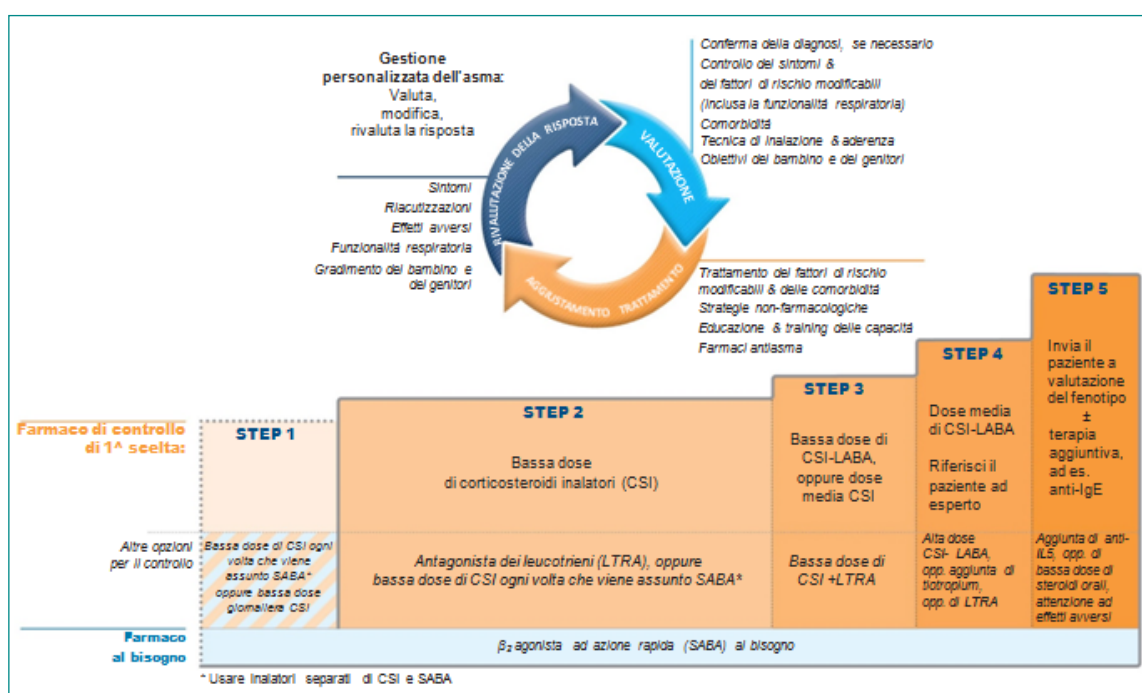 Gestione
personalizzata dell'asma:
Valuta,
modifica,
rivaluta la risposta
Conferma della diagnosi, se necessario
Controllo dei sintomi &
dei fattori di rischio modificabili
(inclusa la funzionalità respiratoria)
Comorbidità
Tecnica di inalazione & aderenza
Obiettivi del bambino e dei genitori
RIVALUTAZIONE DELLA RISPOSTA
VALUTAZIONE
AGGIUSTAMENTO TRATTAMENTO
Sintomi
Riacutizzazioni
Effetti avversi
Funzionalità respiratoria
Gradimento del bambino e
dei genitori
Trattamento dei fattori di rischio
modificabili & delle comorbidità
Strategie non-farmacologiche
Educazione & training delle capacità
Farmaci antiasma
Farmaco di controllo
di 1^ scelta:
STEP 1
STEP 2
Bassa dose
di corticosteroidi inalatori (CSI)
STEP 3
Bassa dose di
CSI-LABA,
oppure dose
media CSI
STEP 4
Dose media
di CSI-LABA
Riferisci il
paziente ad
esperto
STEP 5
Invia il
paziente a
valutazione
del fenotipo
±
terapia
aggiuntiva,
ad es.
anti-IgE
Altre opzioni
per il controllo
Bassa dose di CSI ogni
volta che viene
assunto SABA*
oppure bassa dose
giornaliera CSI
Antagonista dei leucotrieni (LTRA), oppure
bassa dose di CSI ogni volta che viene assunto SABA*
Bassa dose di
CSI +LTRA
Alta dose
CSI- LABA,
opp. aggiunta di
tiotropium,
opp. di LTRA
Aggiunta di anti-
IL5, opp. di
bassa dose di
steroidi orali,
attenzione ad
effetti avversi
Farmaco
al bisogno
β₂ agonista ad azione rapida (SABA) al bisogno
* Usare inalatori separati di CSI e SABA